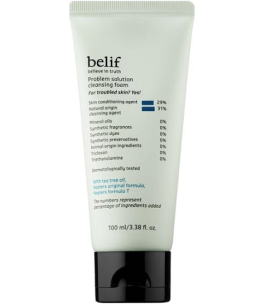 belif
believe in truth
Problem solution
cleansing foam
For troubled skin? Yes!
Skin conditioning agent 29%
Natural origin
cleansing agent 31%
Mineral oils 0%
Synthetic fragrances 0%
Synthetic dyes 0%
Synthetic preservatives 0%
Animal origin ingredients 0%
Triclosan 0%
Triethanolamine 0%
Dermatologically tested
With tea tree oil,
Napiers original formula,
Napiers formula T
The numbers represent
percentage of ingredients added
100 ml/3.38 fl. oz.